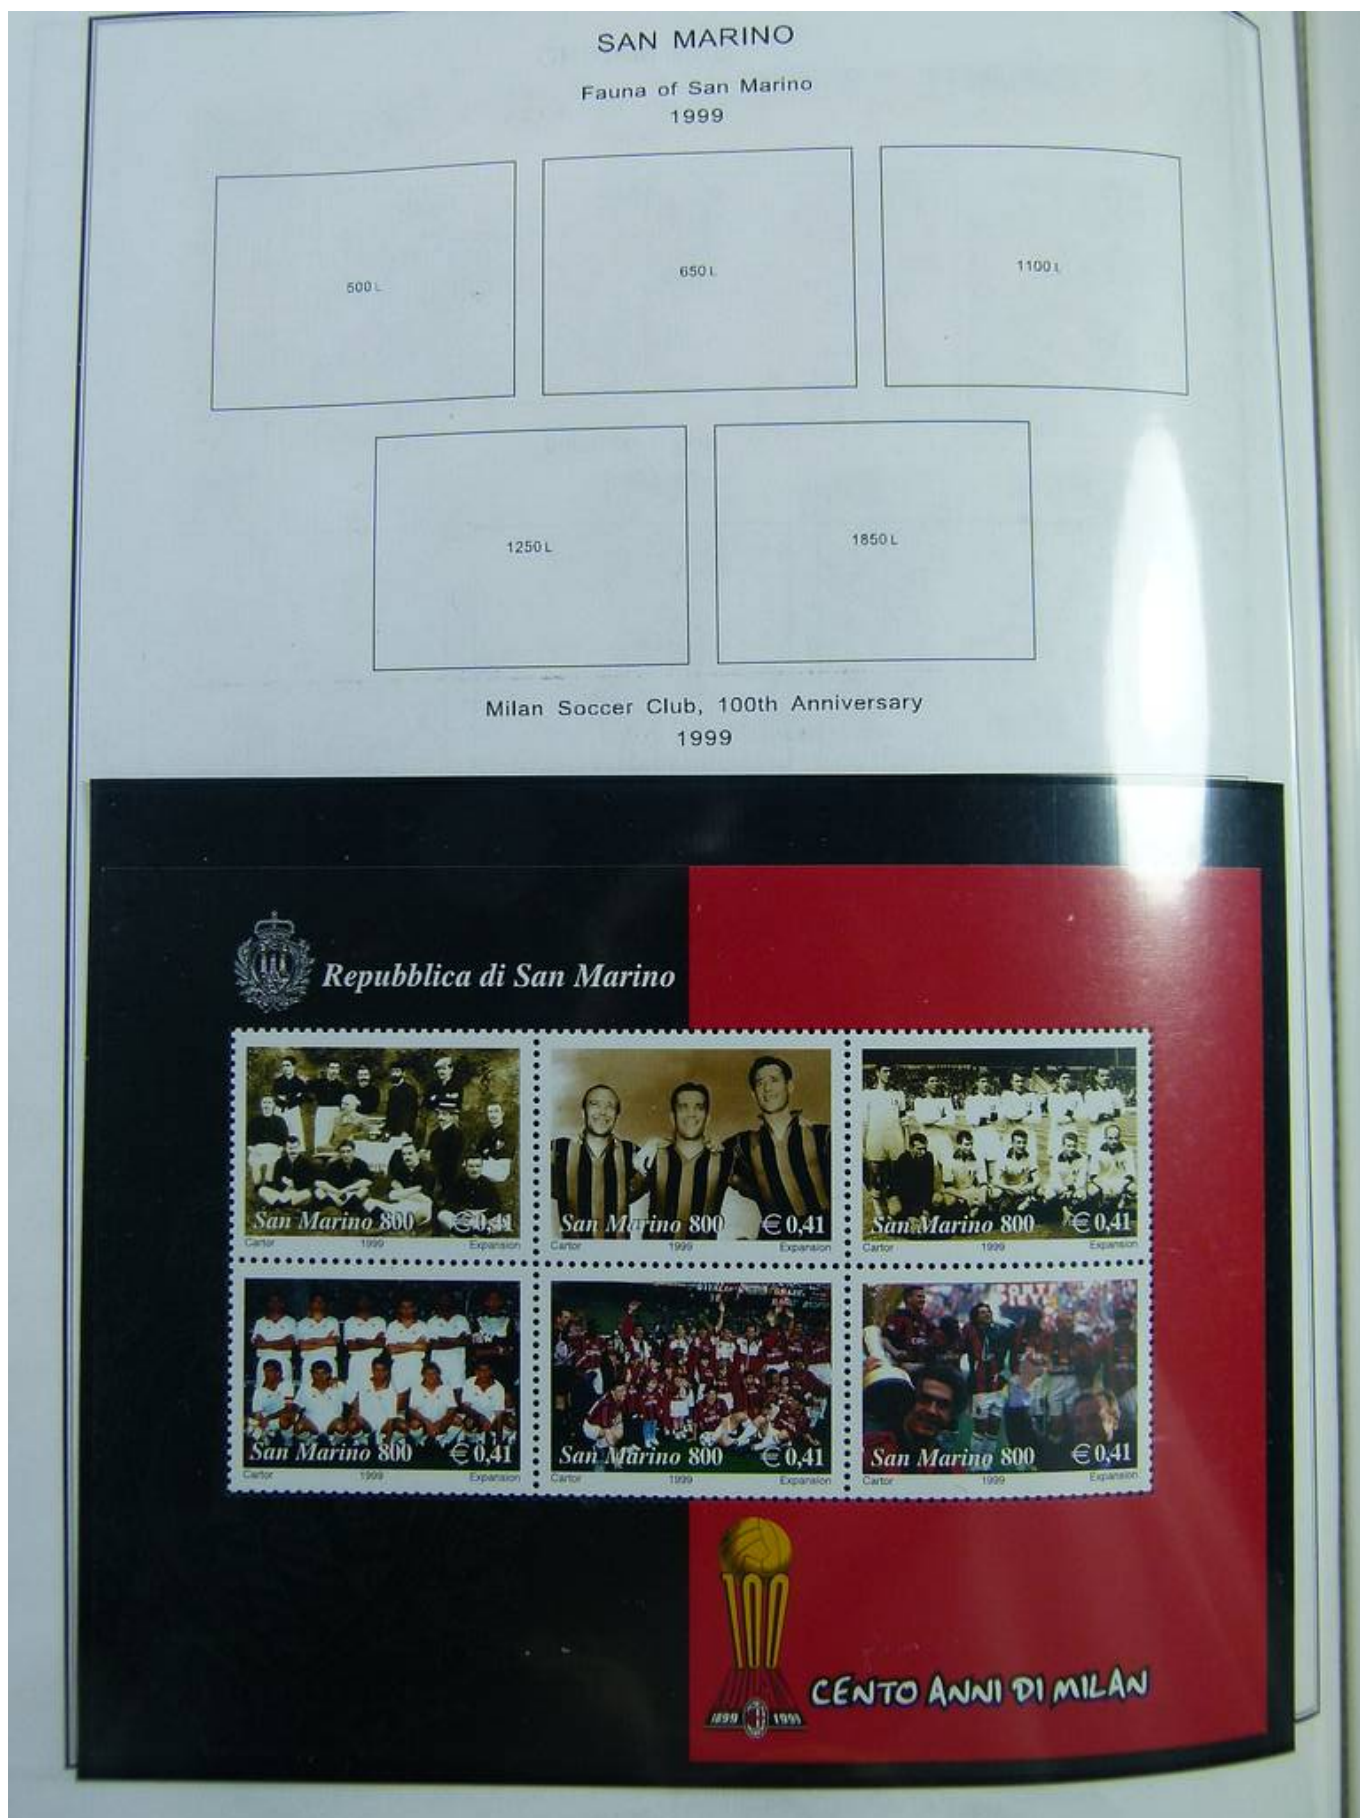 SAN MARINO
Fauna of San Marino
1999
500 L
650 L
1100 L
1250 L
1850 L
Milan Soccer Club, 100th Anniversary
1999
Repubblica di San Marino
San Marino 800 € 0,41
Cartor 1999 Expansion
San Marino 800 € 0,41
Cartor 1999 Expansion
San Marino 800 € 0,41
Cartor 1999 Expansion
San Marino 800 € 0,41
Cartor 1999 Expansion
San Marino 800 € 0,41
Cartor 1999 Expansion
San Marino 800 € 0,41
Cartor 1999 Expansion
100
1899 1999
CENTO ANNI DI MILAN